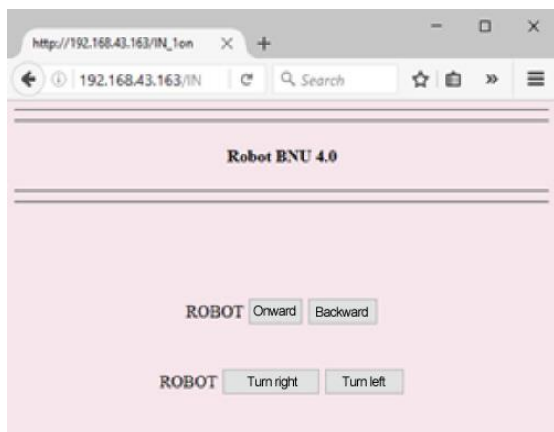 http://192.168.43.163/IN_1on
192.168.43.163/IN Search
Robot BNU 4.0
ROBOT Onward Backward
ROBOT Turn right Turn left